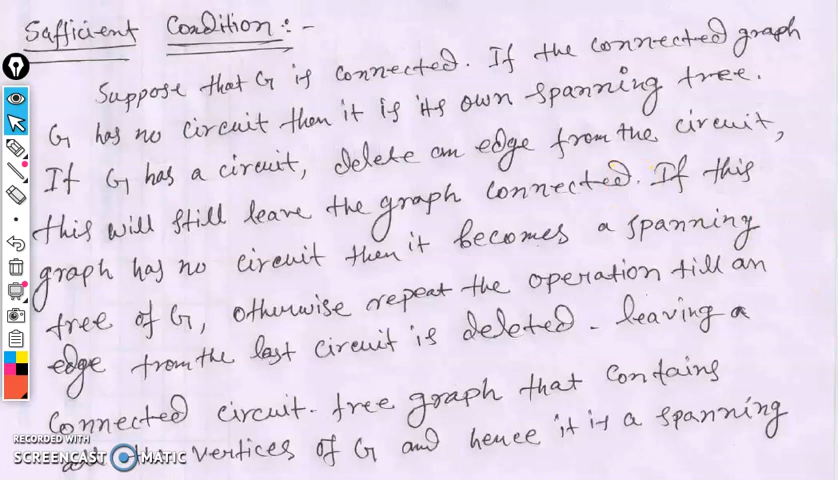 Safficient Condition :-
Suppose that G is connected. If the connected graph
G has no circuit then it is its own spanning tree.
If G has a circuit, delete an edge from the circuit,
this will still leave the graph connected. If this
graph has no circuit then it becomes a spanning
tree of G, otherwise repeat the operation till an
edge from the last circuit is deleted - leaving a
connected circuit-free graph that contains
vertices of G and hence it is a spanning
RECORDED WITH
SCREENCAST MATIC